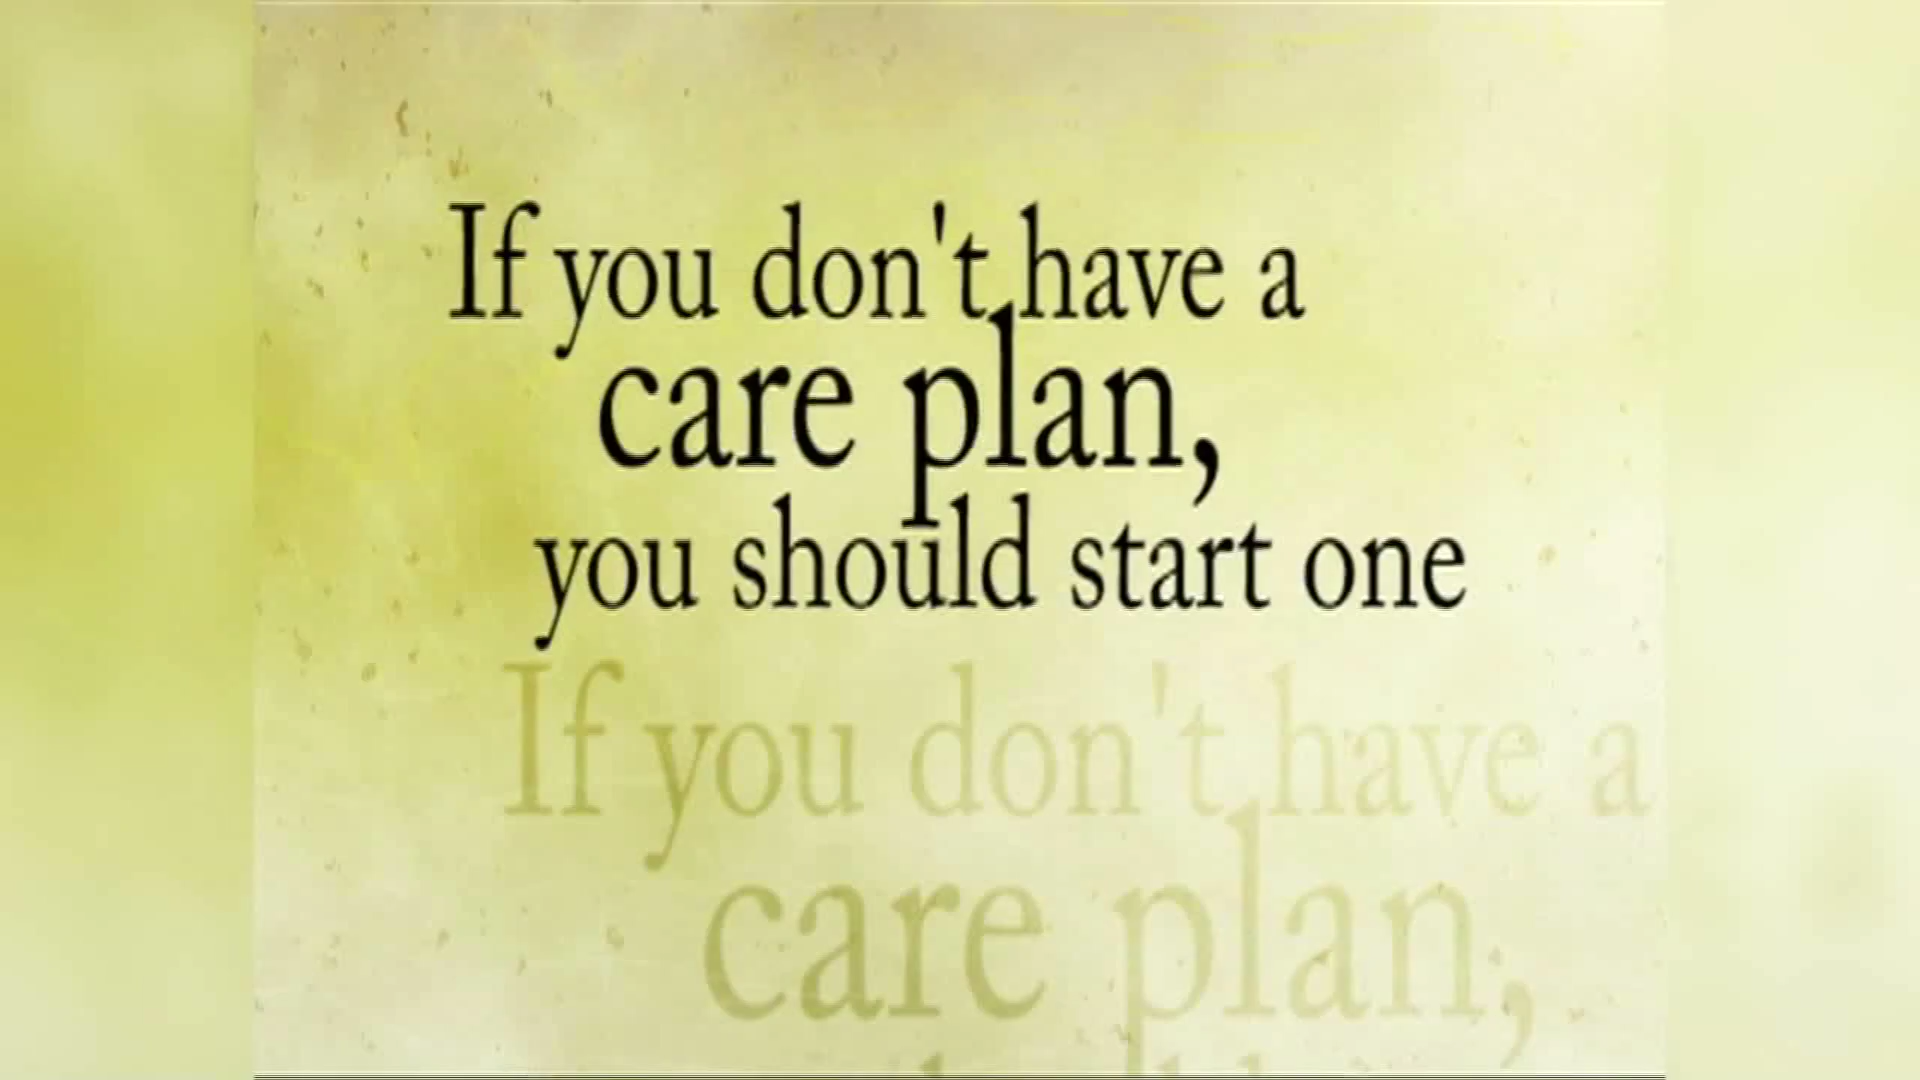 If you don't have a
care plan,
you should start one
If you don't have a
care plan,